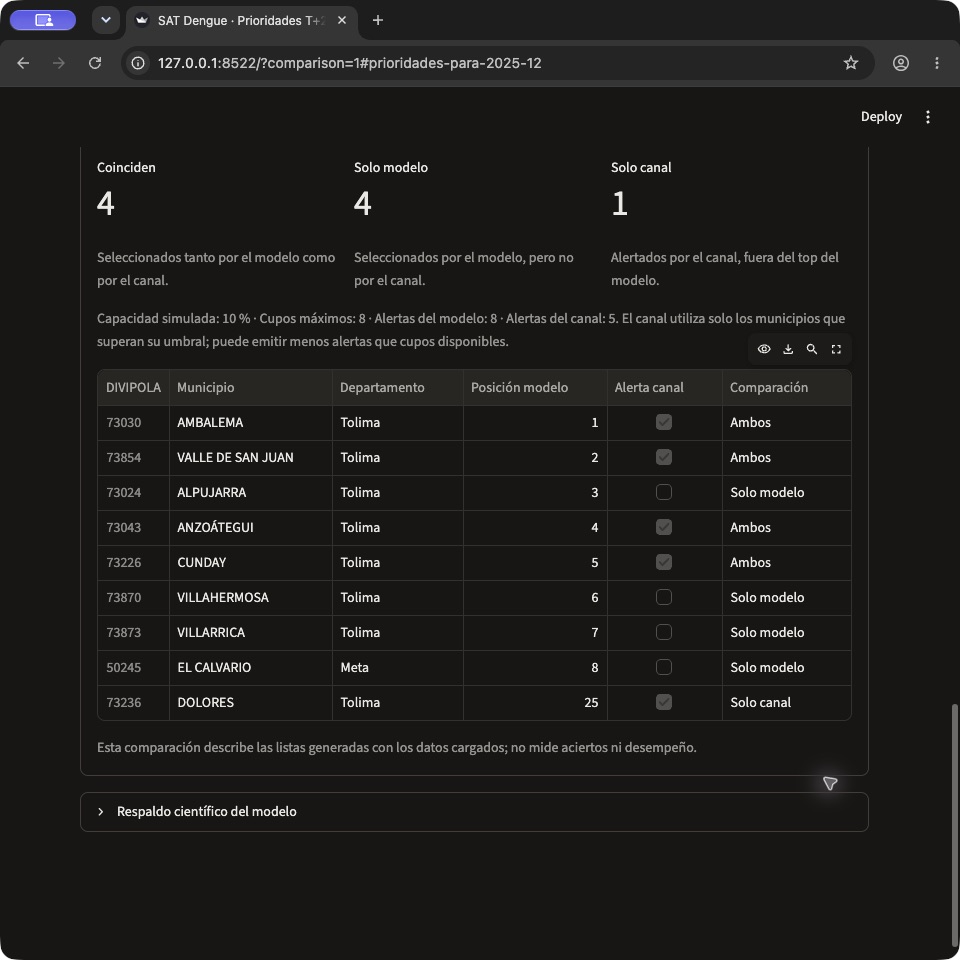 SAT Dengue · Prioridades T+
127.0.0.1:8522/?comparison=1#prioridades-para-2025-12
Deploy
Coinciden Solo modelo Solo canal
4 4 1
Seleccionados tanto por el modelo como Seleccionados por el modelo, pero no Alertados por el canal, fuera del top del
por el canal. por el canal. modelo.
Capacidad simulada: 10 % · Cupos máximos: 8 · Alertas del modelo: 8 · Alertas del canal: 5. El canal utiliza solo los municipios que
superan su umbral; puede emitir menos alertas que cupos disponibles.
DIVIPOLA Municipio Departamento Posición modelo Alerta canal Comparación
73030 AMBALEMA Tolima 1 Ambos
73854 VALLE DE SAN JUAN Tolima 2 Ambos
73024 ALPUJARRA Tolima 3 Solo modelo
73043 ANZOÁTEGUI Tolima 4 Ambos
73226 CUNDAY Tolima 5 Ambos
73870 VILLAHERMOSA Tolima 6 Solo modelo
73873 VILLARRICA Tolima 7 Solo modelo
50245 EL CALVARIO Meta 8 Solo modelo
73236 DOLORES Tolima 25 Solo canal
Esta comparación describe las listas generadas con los datos cargados; no mide aciertos ni desempeño.
Respaldo científico del modelo